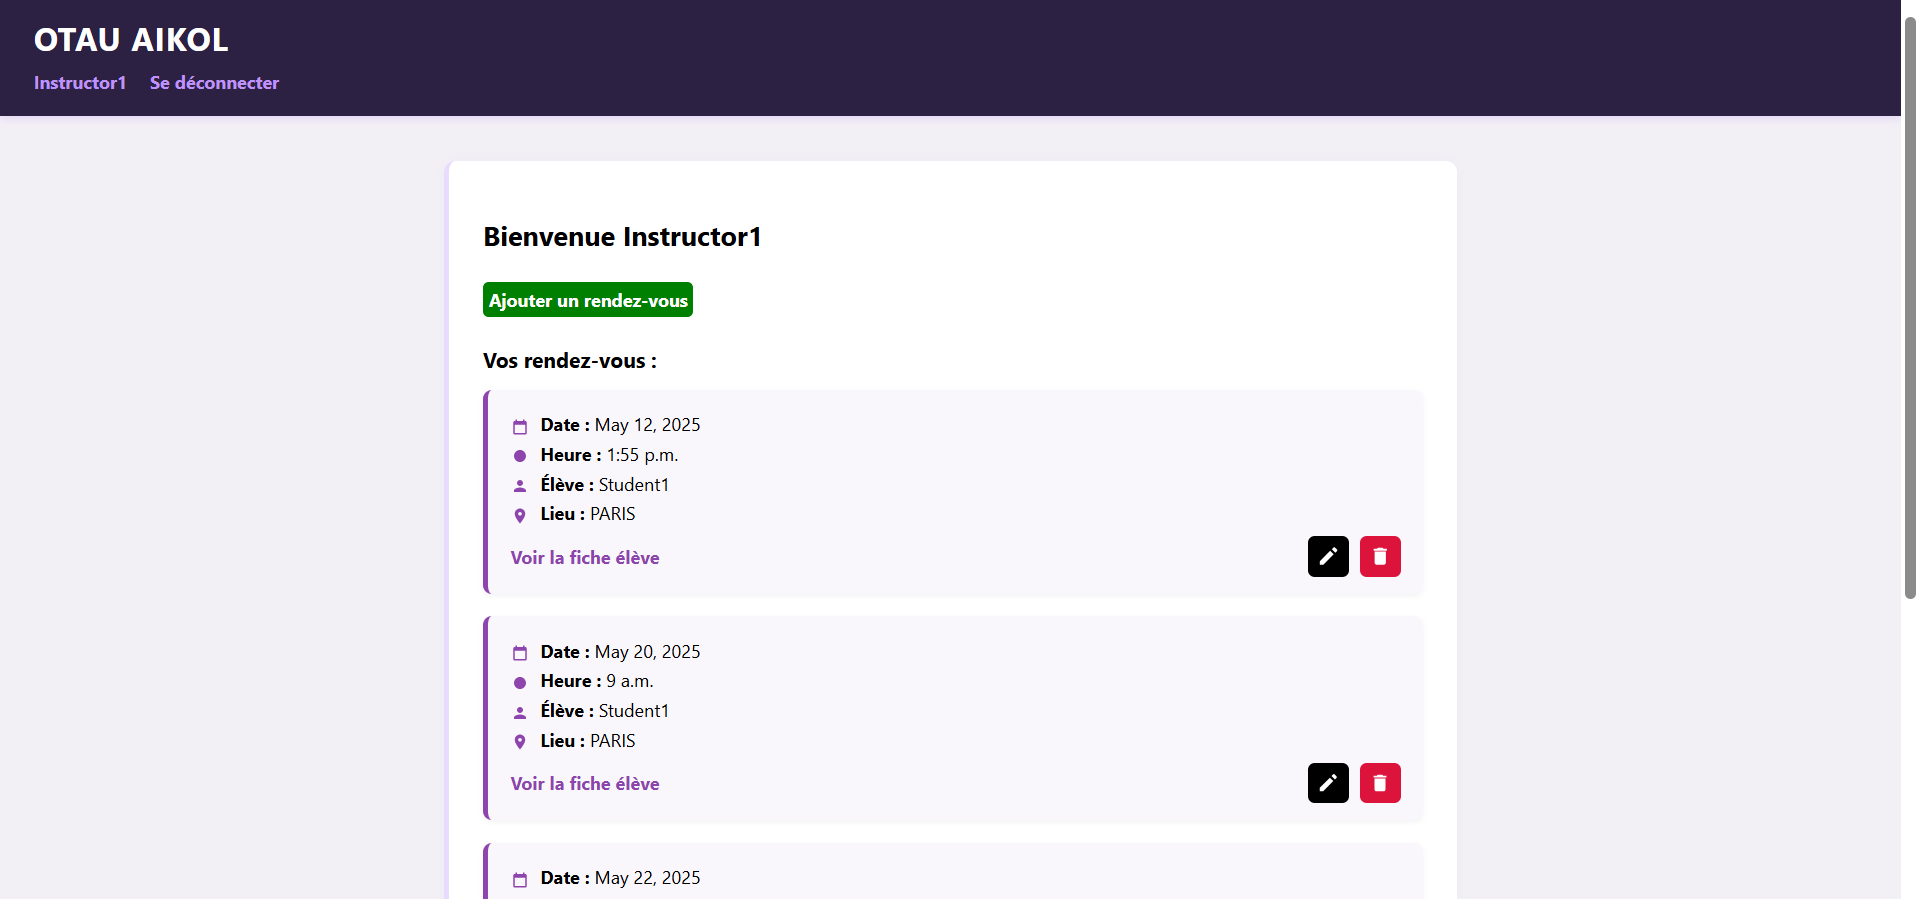 OTAU AIKOL
Instructor1 Se déconnecter
Bienvenue Instructor1
Ajouter un rendez-vous
Vos rendez-vous :
Date : May 12, 2025
Heure : 1:55 p.m.
Élève : Student1
Lieu : PARIS
Voir la fiche élève
Date : May 20, 2025
Heure : 9 a.m.
Élève : Student1
Lieu : PARIS
Voir la fiche élève
Date : May 22, 2025